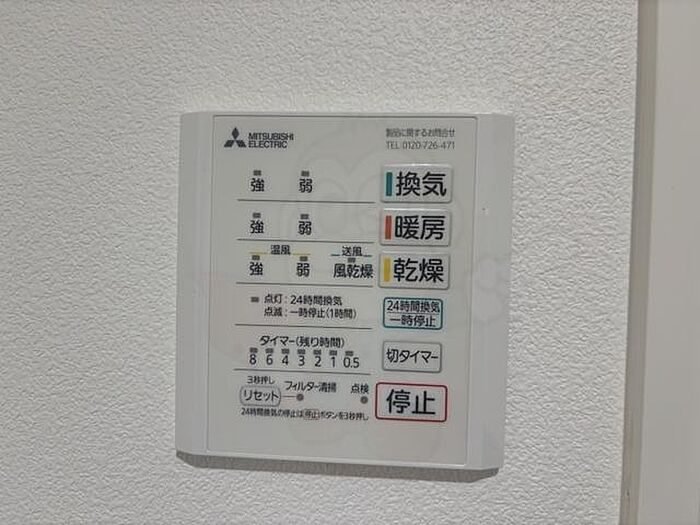 MITSUBISHI
ELECTRIC
製品に関するお問合せ
TEL 0120-726-471
強 弱 換気
強 弱 暖房
温風 送風
強 弱 風乾燥 乾燥
点灯:24時間換気
点滅:一時停止(1時間)
24時間換気
一時停止
タイマー(残り時間)
8 6 4 3 2 1 0.5
切タイマー
3秒押し
リセット フィルター清掃 点検
停止
24時間換気の停止は停止ボタンを3秒押し